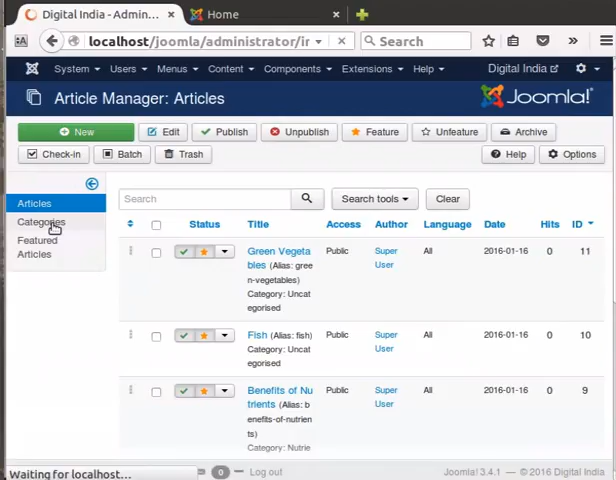 Digital India - Admin...
Home
localhost/joomla/administrator/ir
Search
System Users Menus Content Components Extensions Help Digital India
Article Manager: Articles
Joomla!
New Edit Publish Unpublish Feature Unfeature Archive
Check-in Batch Trash Help Options
Articles
Categories
Featured
Articles
Search Search tools Clear
Status Title Access Author Language Date Hits ID
Green Vegeta Public Super All 2016-01-16 0 11
bles (Alias: gree User
n-vegetables)
Category: Uncat
egorised
Fish (Alias: fish) Public Super All 2016-01-16 0 10
Category: Uncat User
egorised
Benefits of Nu Public Super All 2016-01-16 0 9
trients (Alias: b User
enefits-of-nutrien
ts)
Category: Nutrie
Waiting for localhost...
0 Log out
Joomla! 3.4.1 — © 2016 Digital India